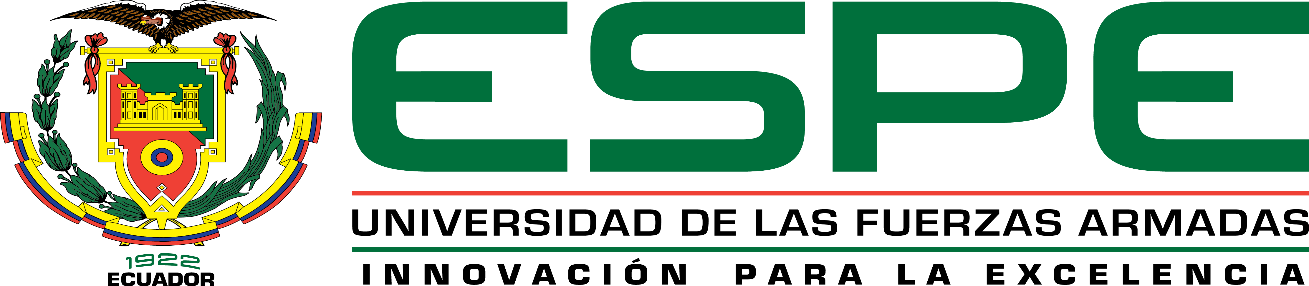 ESPE
UNIVERSIDAD DE LAS FUERZAS ARMADAS
INNOVACIÓN PARA LA EXCELENCIA
1922
ECUADOR